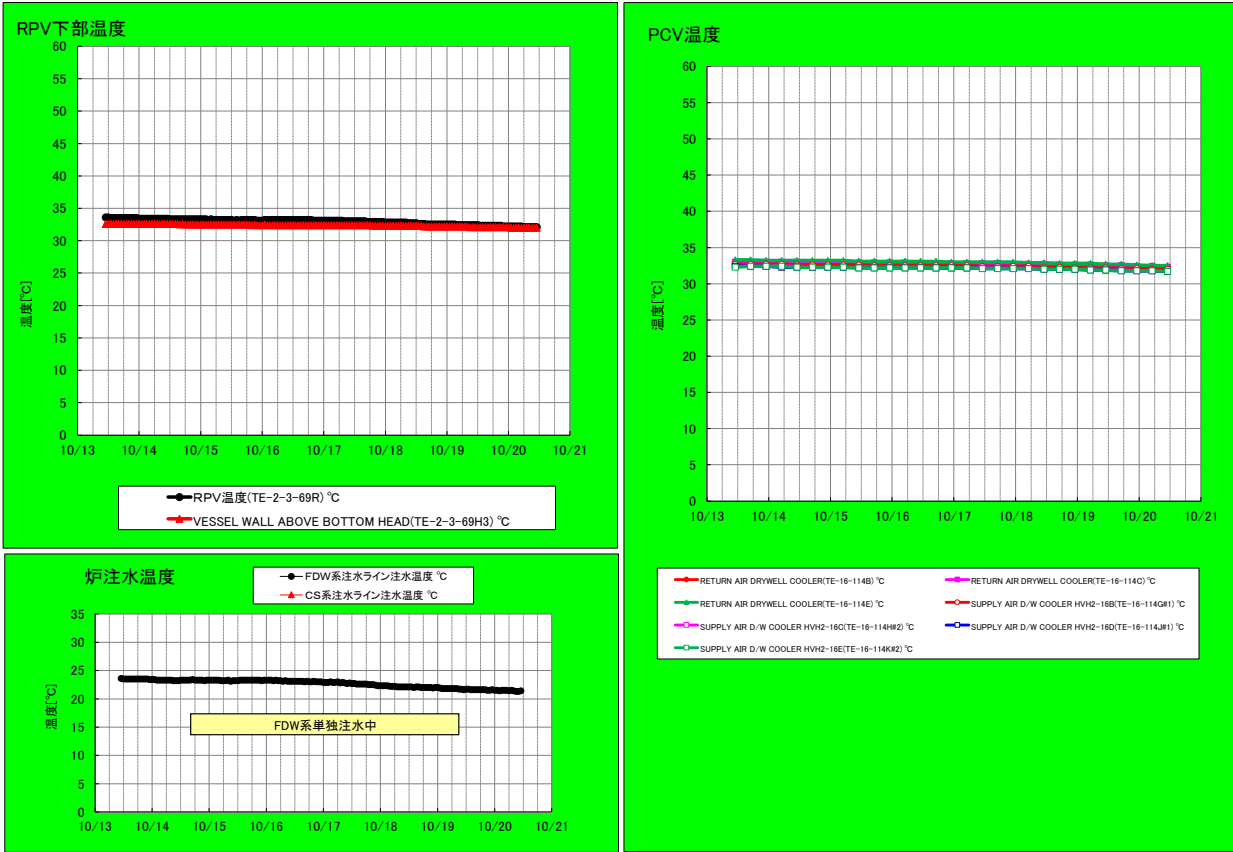 RPV下部温度
60
55
50
45
40
35
30
25
20
15
10
5
0
温度[℃]
10/13 10/14 10/15 10/16 10/17 10/18 10/19 10/20 10/21
RPV温度(TE-2-3-69R) ℃
VESSEL WALL ABOVE BOTTOM HEAD(TE-2-3-69H3) ℃
炉注水温度
FDW系注水ライン注水温度 ℃
CS系注水ライン注水温度 ℃
35
30
25
20
15
10
5
0
温度[℃]
FDW系単独注水中
10/13 10/14 10/15 10/16 10/17 10/18 10/19 10/20 10/21
PCV温度
60
55
50
45
40
35
30
25
20
15
10
5
0
温度[℃]
10/13 10/14 10/15 10/16 10/17 10/18 10/19 10/20 10/21
RETURN AIR DRYWELL COOLER(TE-16-114B) ℃
RETURN AIR DRYWELL COOLER(TE-16-114C) ℃
RETURN AIR DRYWELL COOLER(TE-16-114E) ℃
SUPPLY AIR D/W COOLER HVH2-16B(TE-16-114G#1) ℃
SUPPLY AIR D/W COOLER HVH2-16C(TE-16-114H#2) ℃
SUPPLY AIR D/W COOLER HVH2-16D(TE-16-114J#1) ℃
SUPPLY AIR D/W COOLER HVH2-16E(TE-16-114K#2) ℃